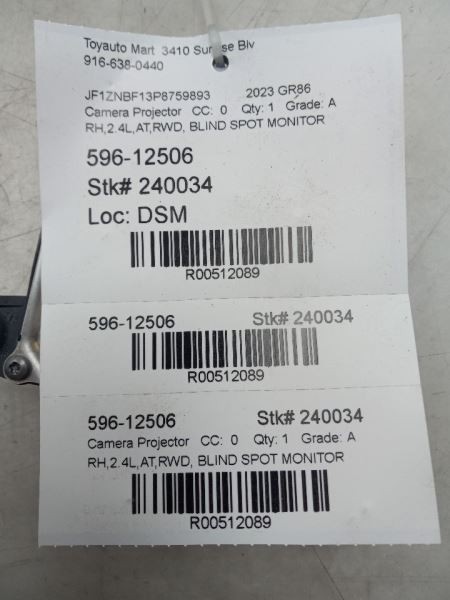 Toyauto Mart 3410 Sunrise Blv
916-638-0440
JF1ZNBF13P8759893 2023 GR86
Camera Projector CC: 0 Qty: 1 Grade: A
RH,2.4L,AT,RWD, BLIND SPOT MONITOR
596-12506
Stk# 240034
Loc: DSM
R00512089
596-12506 Stk# 240034
R00512089
596-12506 Stk# 240034
Camera Projector CC: 0 Qty: 1 Grade: A
RH,2.4L,AT,RWD, BLIND SPOT MONITOR
R00512089